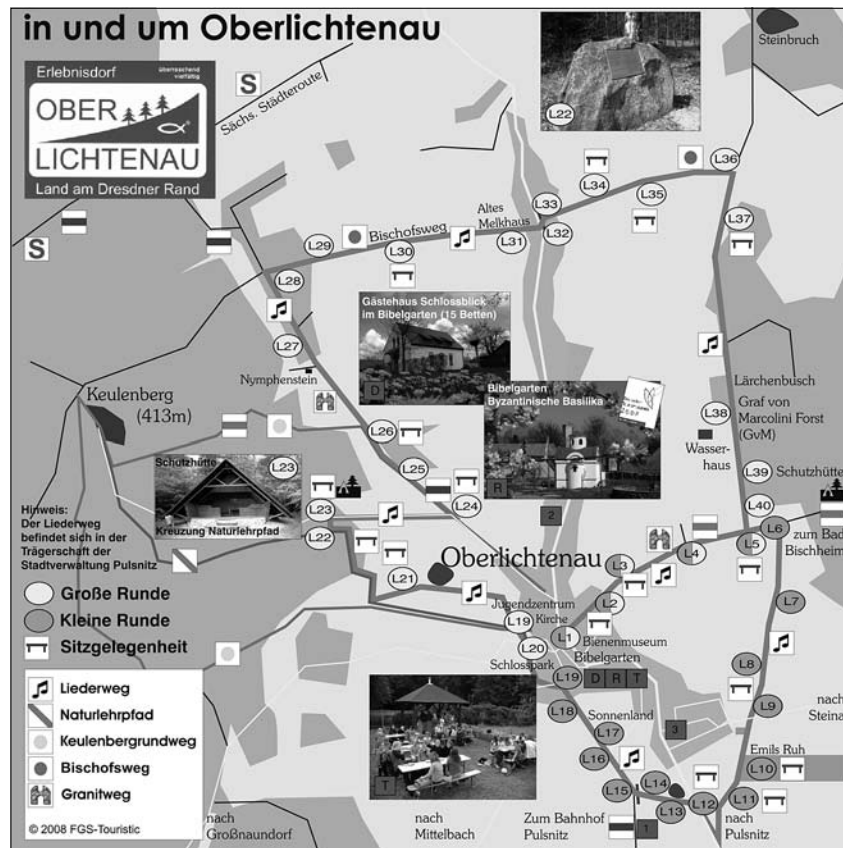 in und um Oberlichtenau
Erlebnisdorf
überraschend
vielfältig
OBER
LICHTENAU
Land am Dresdner Rand
S
Sächs. Städteroute
S
L22
Steinbruch
L36
L34
L35
L33
L32
L31
Altes
Melkhaus
Bischofsweg
L30
L29
L28
L37
L27
Nymphenstein
Gästehaus Schlossblick
im Bibelgarten (15 Betten)
D
Bibelgarten
Byzantinische Basilika
R
Lärchenbusch
L38
Graf von
Marcolini Forst
(GvM)
Wasser-
haus
Keulenberg
(413m)
L26
L25
L24
Schutzhütte
L23
Kreuzung Naturlehrpfad
L23
L22
L39
Schutzhütte
L40
L6
L5
L4
zum Bad
Bischheim
2
Hinweis:
Der Liederweg
befindet sich in der
Trägerschaft der
Stadtverwaltung Pulsnitz
Oberlichtenau
L21
L3
L2
L7
Jugendzentrum
Kirche
L19
L1
L20
Bienenmuseum
Bibelgarten
Schlosspark
L19
D R T
L8
L18
Sonnenland
L17
3
L9
nach
Steina
L16
Emils Ruh
L10
L15
L14
L13
L12
L11
T
Große Runde
Kleine Runde
Sitzgelegenheit
Liederweg
Naturlehrpfad
Keulenbergrundweg
Bischofsweg
Granitweg
© 2008 FGS-Touristic
nach
Großnaundorf
nach
Mittelbach
Zum Bahnhof
Pulsnitz
1
nach
Pulsnitz